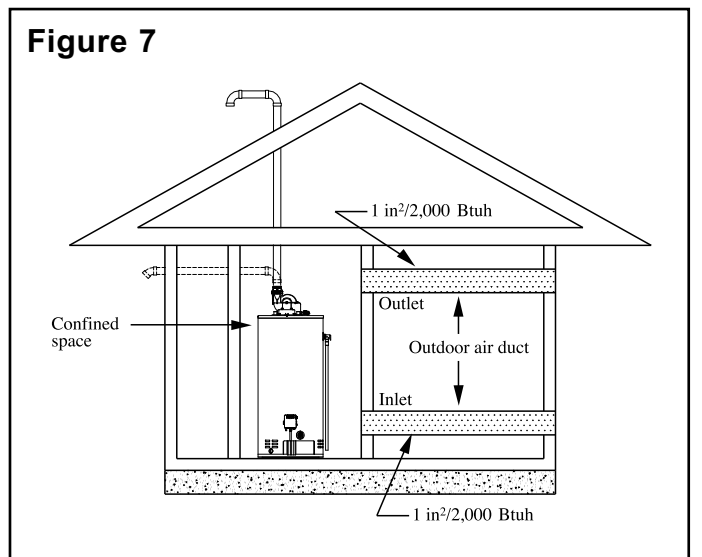 Figure 7
1 in²/2,000 Btuh
Outlet
Confined
space
Outdoor air duct
Inlet
1 in²/2,000 Btuh